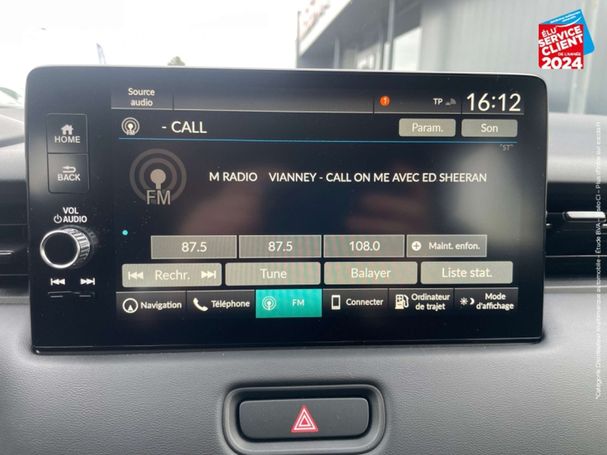 ÉLU
SERVICE
CLIENT
DE L'ANNÉE
2024
Source
audio
TP
16:12
HOME
FM
- CALL
Param.
Son
"ST"
BACK
FM
M RADIO VIANNEY - CALL ON ME AVEC ED SHEERAN
VOL
AUDIO
87.5
87.5
108.0
Maint. enfon.
Rechr.
Tune
Balayer
Liste stat.
Navigation
Téléphone
FM
Connecter
Ordinateur
de trajet
Mode
d'affichage